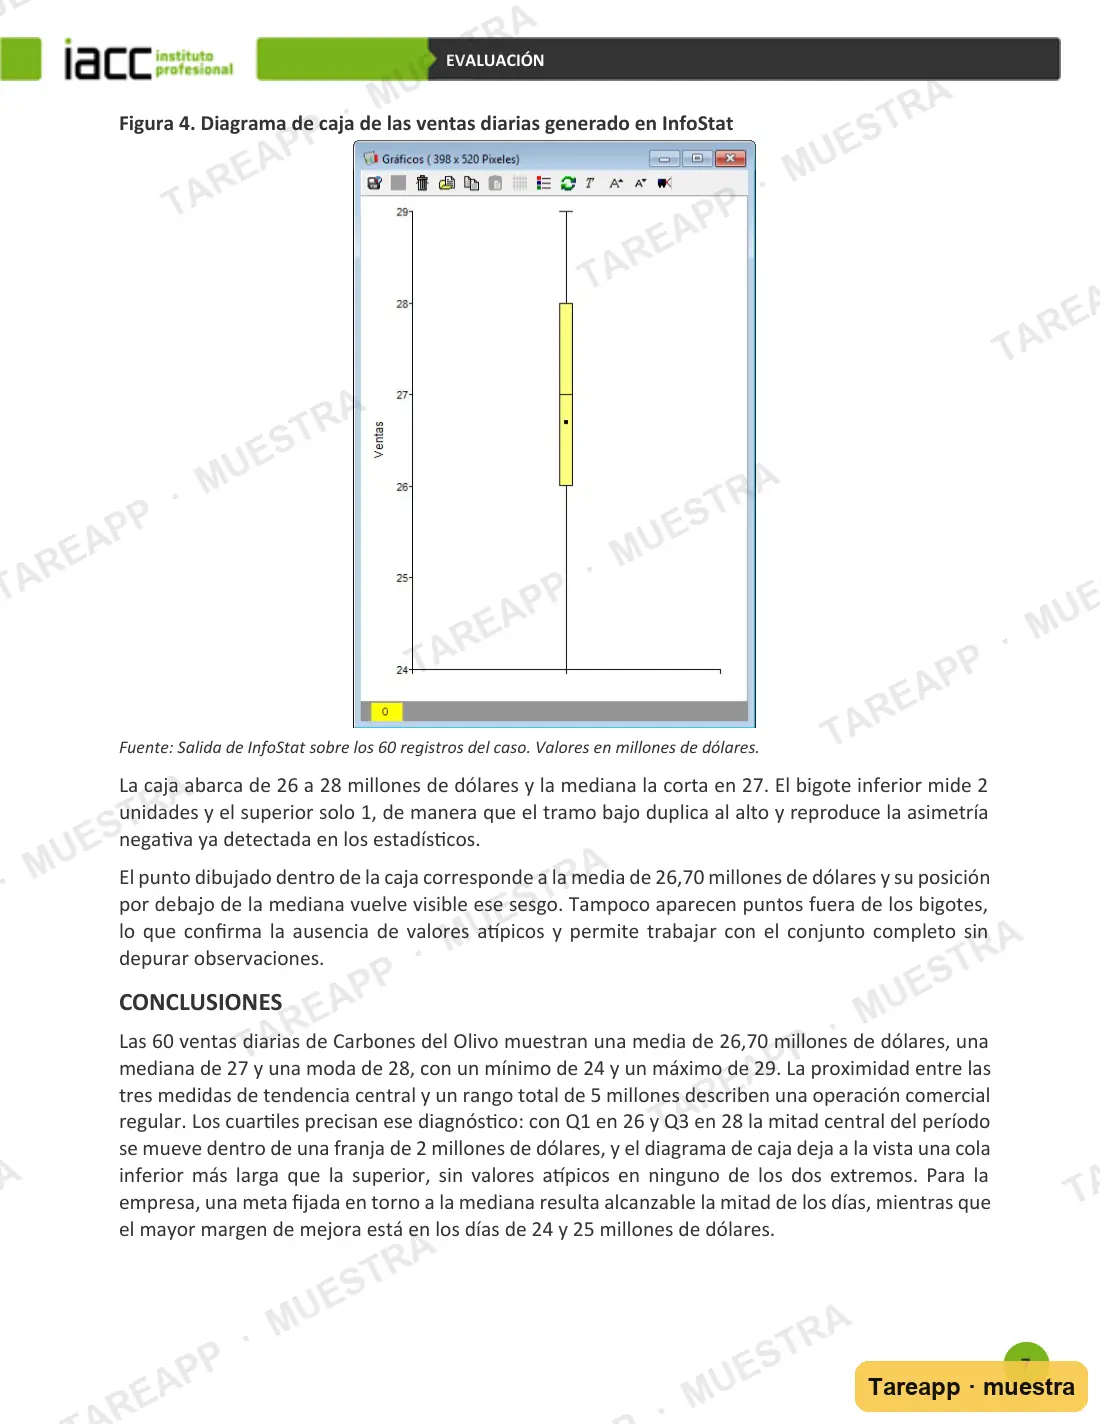 iacc instituto profesional
EVALUACIÓN
Figura 4. Diagrama de caja de las ventas diarias generado en InfoStat
Gráficos ( 398 x 520 Pixeles)
29
28
27
Ventas
26
25
24
0
Fuente: Salida de InfoStat sobre los 60 registros del caso. Valores en millones de dólares.
La caja abarca de 26 a 28 millones de dólares y la mediana la corta en 27. El bigote inferior mide 2
unidades y el superior solo 1, de manera que el tramo bajo duplica al alto y reproduce la asimetría
negativa ya detectada en los estadísticos.
El punto dibujado dentro de la caja corresponde a la media de 26,70 millones de dólares y su posición
por debajo de la mediana vuelve visible ese sesgo. Tampoco aparecen puntos fuera de los bigotes,
lo que confirma la ausencia de valores atípicos y permite trabajar con el conjunto completo sin
depurar observaciones.
CONCLUSIONES
Las 60 ventas diarias de Carbones del Olivo muestran una media de 26,70 millones de dólares, una
mediana de 27 y una moda de 28, con un mínimo de 24 y un máximo de 29. La proximidad entre las
tres medidas de tendencia central y un rango total de 5 millones describen una operación comercial
regular. Los cuartiles precisan ese diagnóstico: con Q1 en 26 y Q3 en 28 la mitad central del período
se mueve dentro de una franja de 2 millones de dólares, y el diagrama de caja deja a la vista una cola
inferior más larga que la superior, sin valores atípicos en ninguno de los dos extremos. Para la
empresa, una meta fijada en torno a la mediana resulta alcanzable la mitad de los días, mientras que
el mayor margen de mejora está en los días de 24 y 25 millones de dólares.
Tareapp · muestra
TAREAPP · MUESTRA